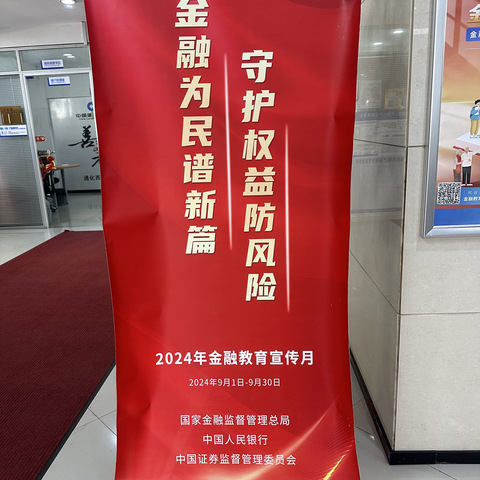 金融为民谱新篇
守护权益防风险
2024年金融教育宣传月
2024年9月1日-9月30日
国家金融监督管理总局
中国人民银行
中国证券监督管理委员会